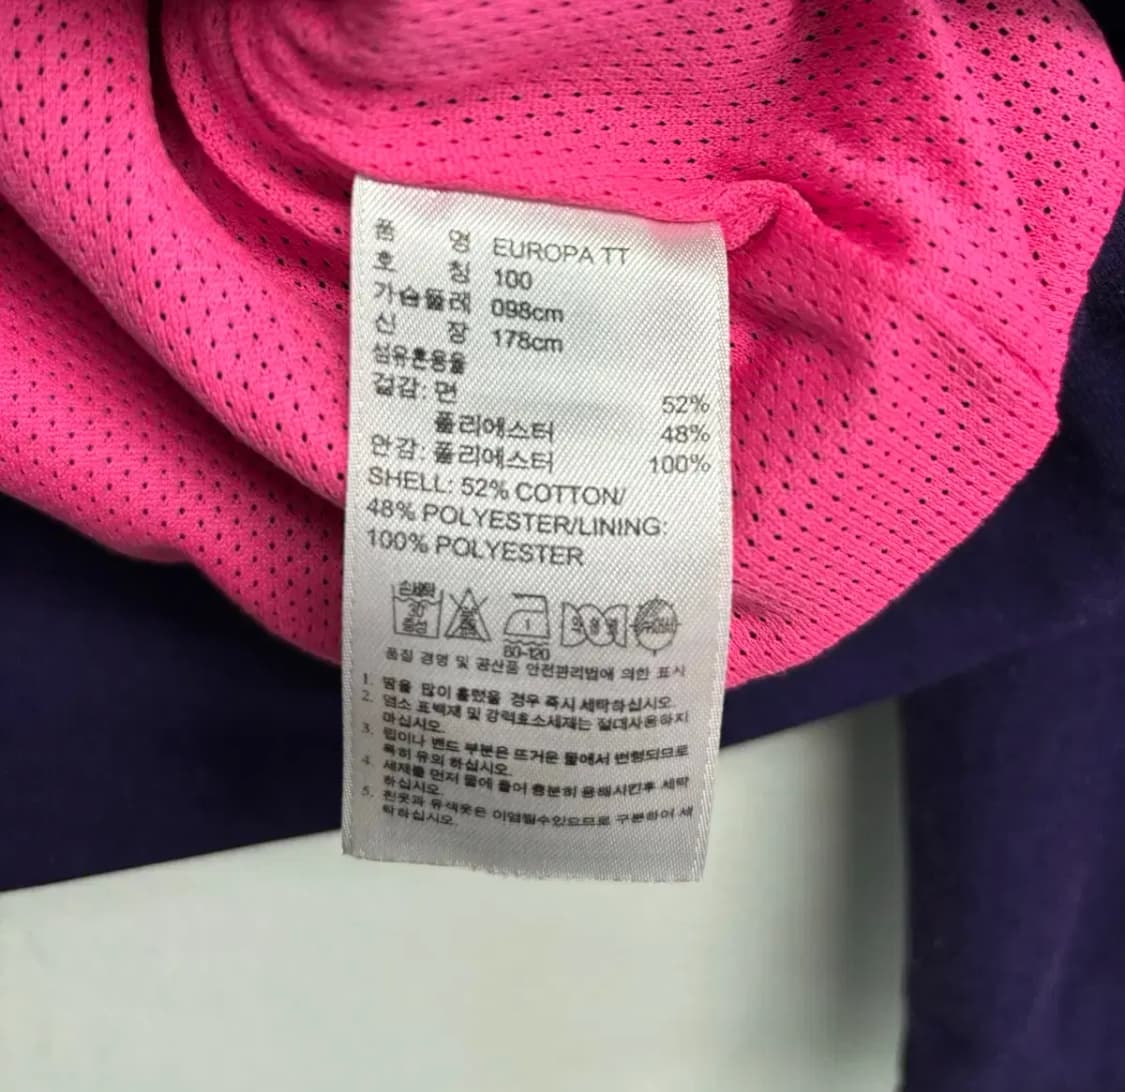 품 명 EUROPA TT
호 칭 100
가슴둘레 098cm
신 장 178cm
섬유혼용율
겉감: 면 52%
폴리에스터 48%
안감: 폴리에스터 100%
SHELL: 52% COTTON/
48% POLYESTER/LINING:
100% POLYESTER
손세탁
30°
중성
1
80-120
품질 경영 및 공산품 안전관리법에 의한 표시
1. 땀을 많이 흘렸을 경우 즉시 세탁하십시오.
2. 염소 표백제 및 강력효소세제는 절대사용하지
마십시오.
3. 립이나 밴드 부분은 뜨거운 물에서 변형되므로
특히 유의 하십시오.
4. 세제를 먼저 물에 풀어 충분히 용해시킨후 세탁
하십시오.
5. 흰옷과 유색옷은 이염될수있으므로 구분하여 세
탁하십시오.